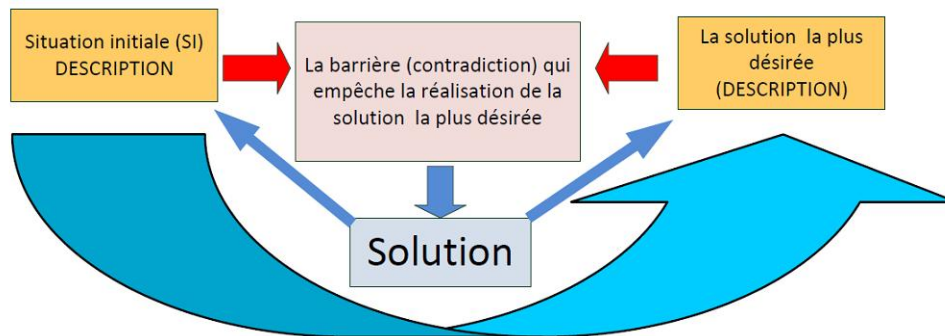 Situation initiale (SI)
DESCRIPTION
La barrière (contradiction) qui
empêche la réalisation de la
solution la plus désirée
La solution la plus
désirée
(DESCRIPTION)
Solution